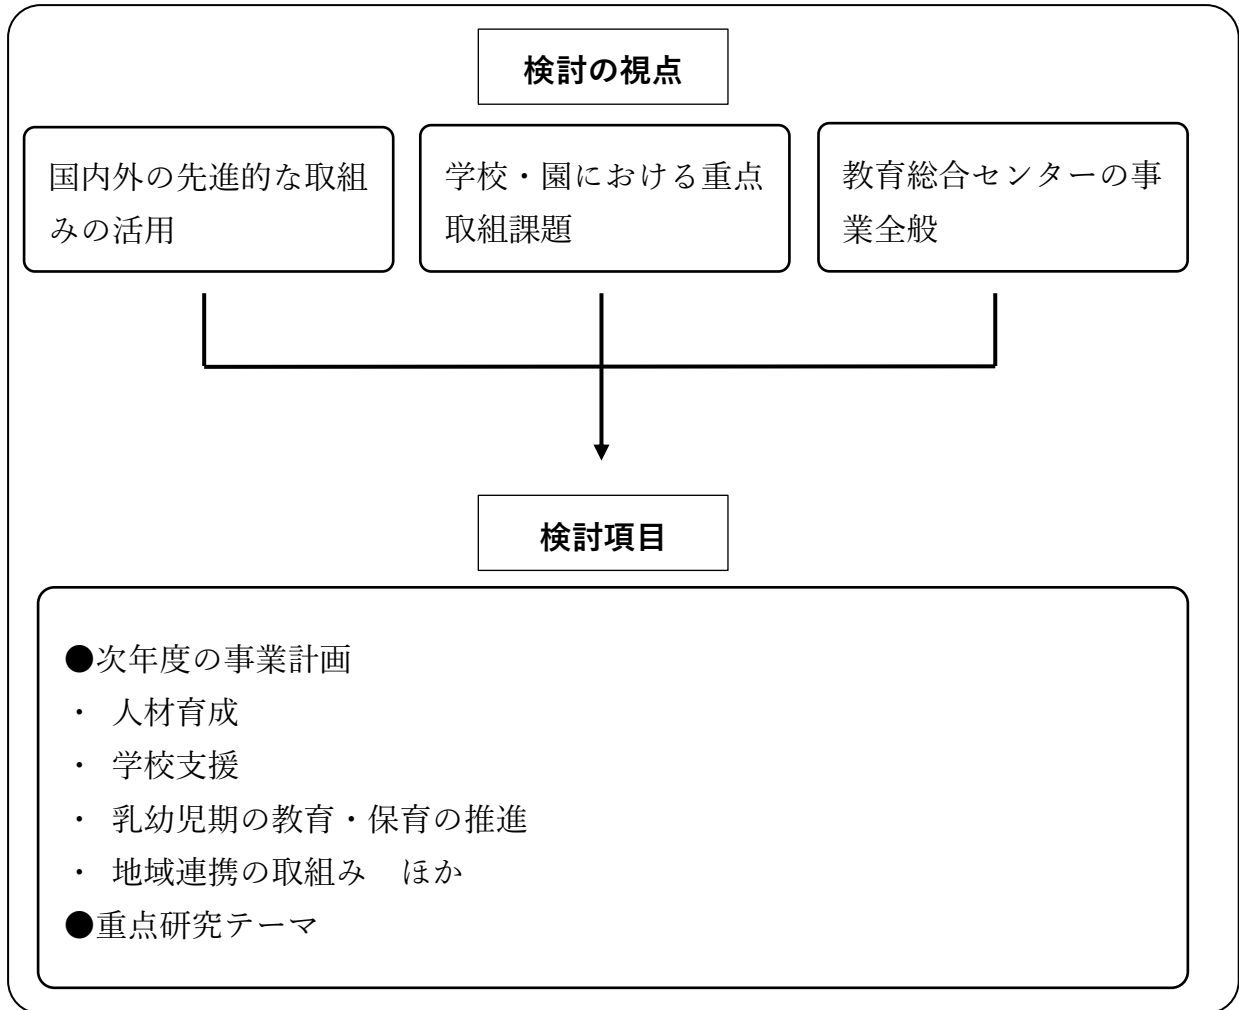 検討の視点
国内外の先進的な取組
みの活用
学校・園における重点
取組課題
教育総合センターの事
業全般
検討項目
●次年度の事業計画
・ 人材育成
・ 学校支援
・ 乳幼児期の教育・保育の推進
・ 地域連携の取組み　ほか
●重点研究テーマ